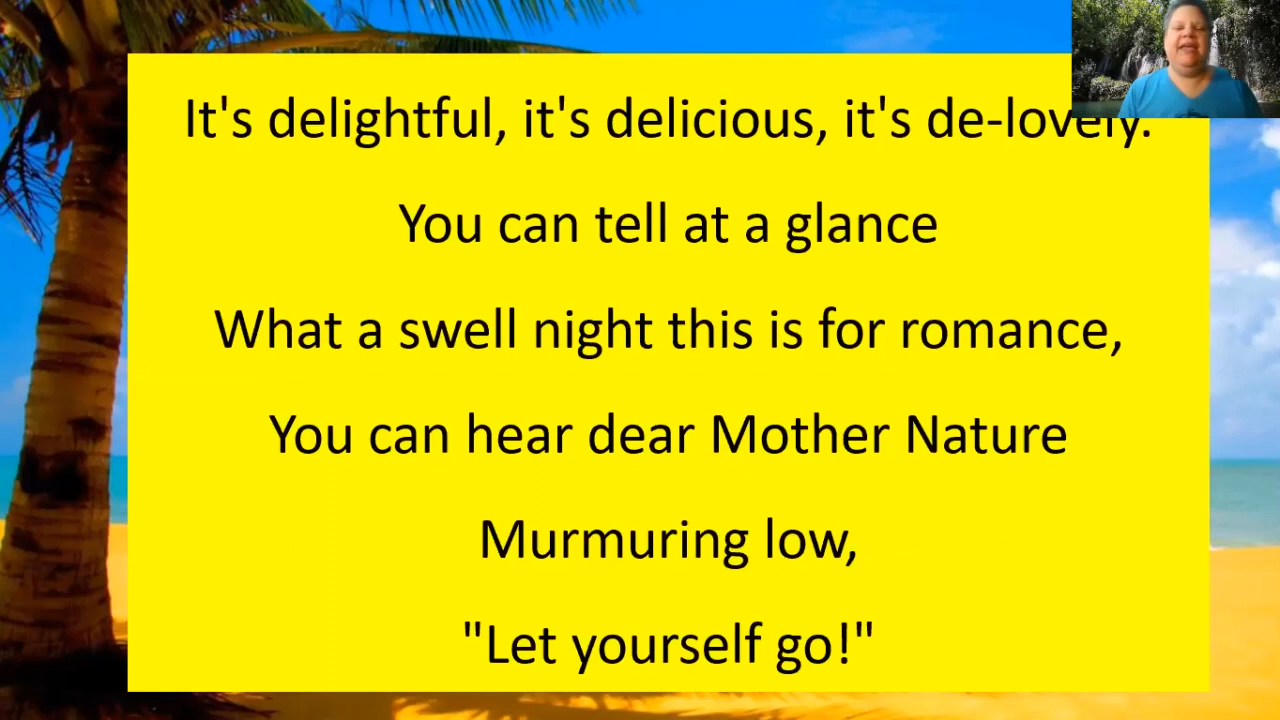 It's delightful, it's delicious, it's de-lovely.
You can tell at a glance
What a swell night this is for romance,
You can hear dear Mother Nature
Murmuring low,
"Let yourself go!"